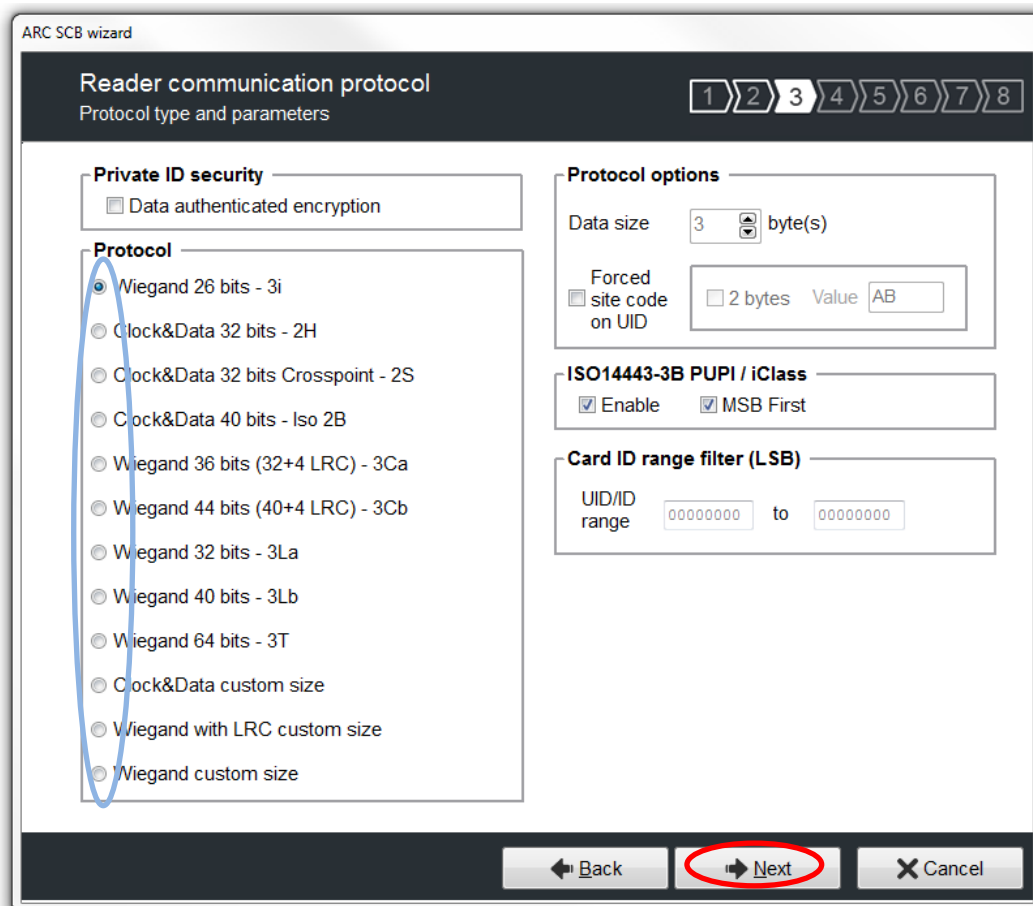 ARC SCB wizard
Reader communication protocol
Protocol type and parameters
1 2 3 4 5 6 7 8
Private ID security
Data authenticated encryption
Protocol
Wiegand 26 bits - 3i
Clock&Data 32 bits - 2H
Clock&Data 32 bits Crosspoint - 2S
Clock&Data 40 bits - Iso 2B
Wiegand 36 bits (32+4 LRC) - 3Ca
Wiegand 44 bits (40+4 LRC) - 3Cb
Wiegand 32 bits - 3La
Wiegand 40 bits - 3Lb
Wiegand 64 bits - 3T
Clock&Data custom size
Wiegand with LRC custom size
Wiegand custom size
Protocol options
Data size 3 byte(s)
Forced
site code
on UID
2 bytes Value AB
ISO14443-3B PUPI / iClass
Enable MSB First
Card ID range filter (LSB)
UID/ID
range
00000000 to 00000000
Back Next Cancel